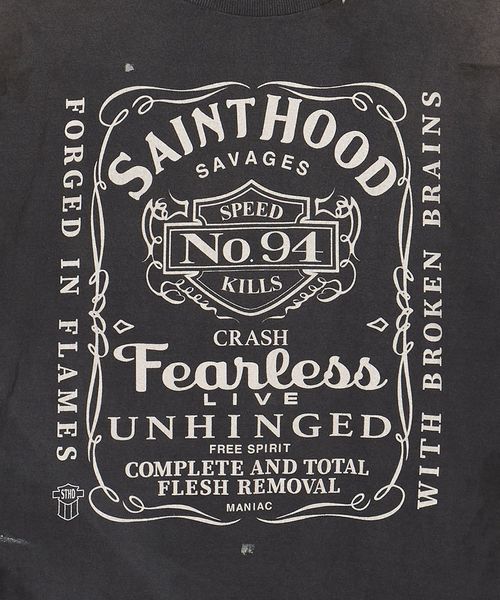 SAINTHOOD
SAVAGES
SPEED
No. 94
KILLS
CRASH
Fearless
LIVE
UNHINGED
FREE SPIRIT
COMPLETE AND TOTAL
FLESH REMOVAL
MANIAC
FORGED IN FLAMES
WITH BROKEN BRAINS
STHD